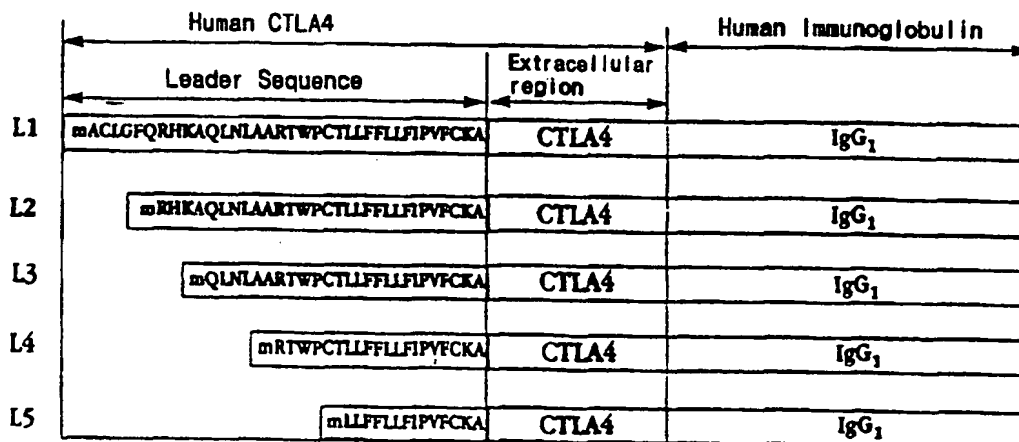 Human CTLA4 Human Immunoglobulin
Leader Sequence Extracellular region
L1 mACLGFQRHKAQLNLAARTWPCTLLFFLLFIPVFCKA CTLA4 IgG1
L2 mRHKAQLNLAARTWPCTLLFFLLFIPVFCKA CTLA4 IgG1
L3 mQLNLAARTWPCTLLFFLLFIPVFCKA CTLA4 IgG1
L4 mRTWPCTLLFFLLFIPVFCKA CTLA4 IgG1
L5 mLLFFLLFIPVFCKA CTLA4 IgG1